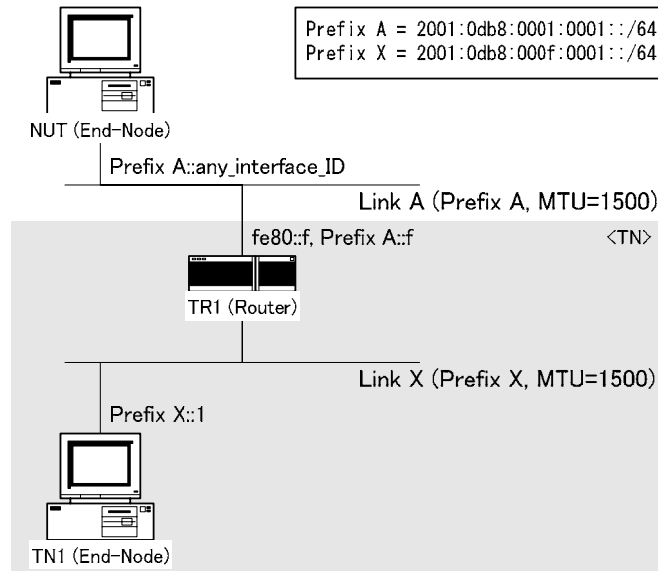 Prefix A = 2001:0db8:0001:0001::/64
Prefix X = 2001:0db8:000f:0001::/64
NUT (End-Node)
Prefix A::any_interface_ID
Link A (Prefix A, MTU=1500)
fe80::f, Prefix A::f
<TN>
TR1 (Router)
Link X (Prefix X, MTU=1500)
Prefix X::1
TN1 (End-Node)